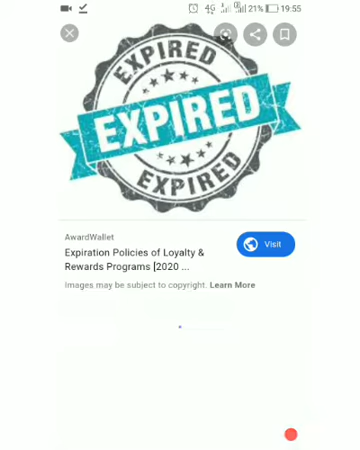 4G 21% 19:55
EXPIRED
EXPIRED
EXPIRED
AwardWallet
Expiration Policies of Loyalty &
Rewards Programs [2020 ...
Visit
Images may be subject to copyright. Learn More